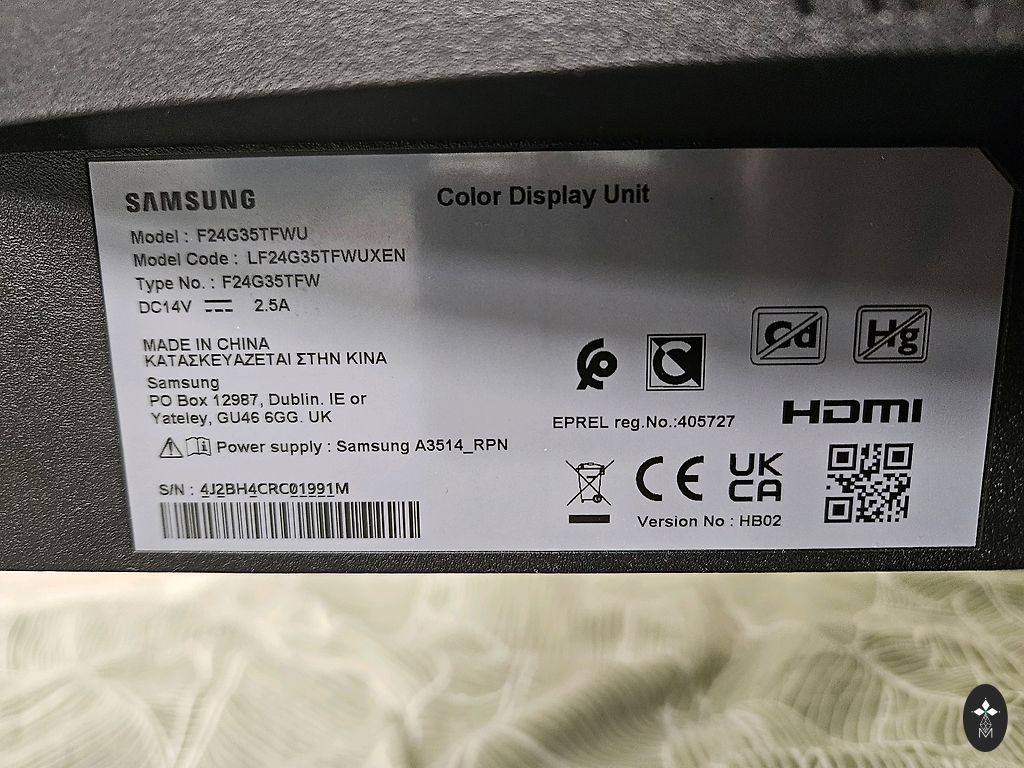 SAMSUNG
Color Display Unit
Model : F24G35TFWU
Model Code : LF24G35TFWUXEN
Type No. : F24G35TFW
DC14V 2.5A
MADE IN CHINA
ΚΑΤΑΣΚΕΥΑΖΕΤΑΙ ΣΤΗΝ ΚΙΝΑ
Samsung
PO Box 12987, Dublin. IE or
Yateley, GU46 6GG. UK
Power supply : Samsung A3514_RPN
S/N : 4J2BH4CRC01991M
Cd
Hg
EPREL reg.No.:405727
HDMI
CE
UK
CA
Version No : HB02
M